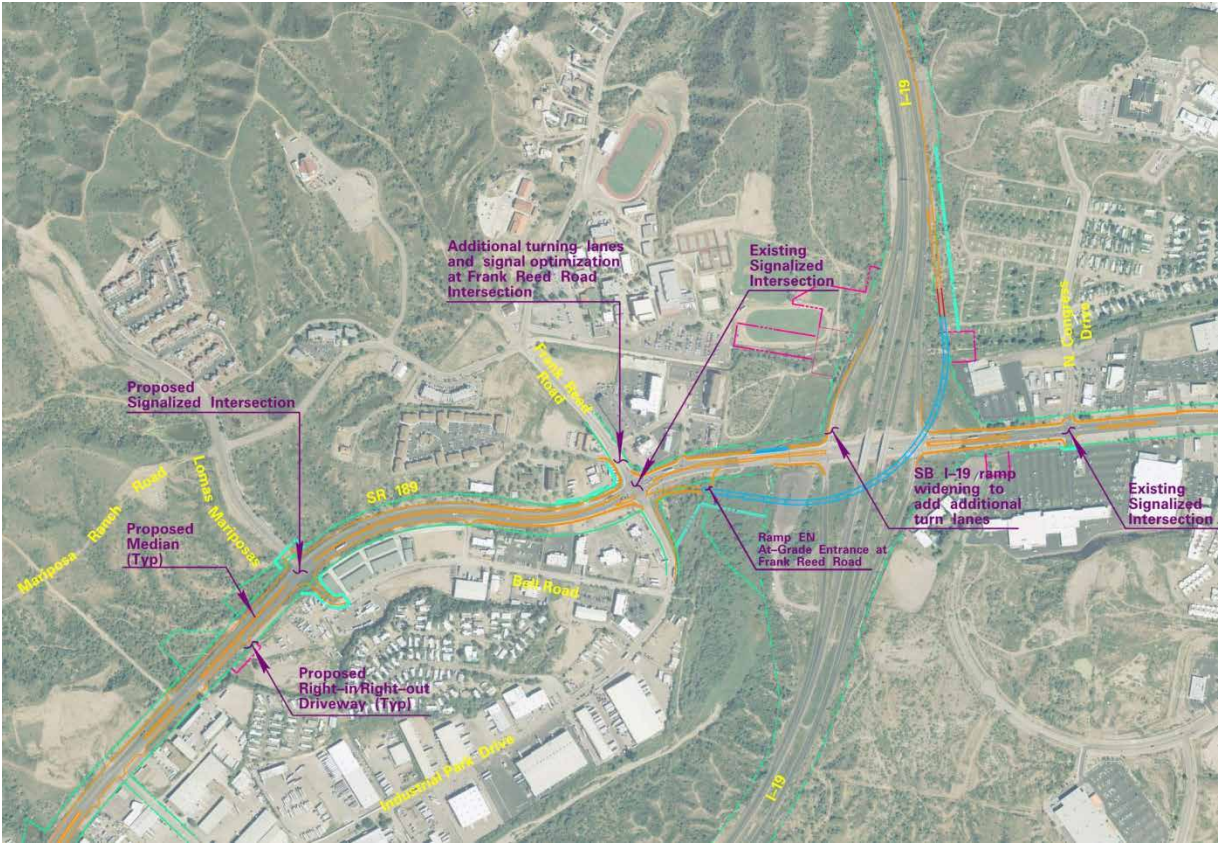 I-19
Additional turning lanes
and signal optimization
at Frank Reed Road
Intersection
Existing
Signalized
Intersection
N. Congress
Drive
Frank Reed
Road
Proposed
Signalized Intersection
SR 189
Mariposa Ranch Road
Lomas Mariposas
Proposed
Median
(Typ)
SB I-19 ramp
widening to
add additional
turn lanes
Existing
Signalized
Intersection
Ramp EN
At-Grade Entrance at
Frank Reed Road
Bell Road
Proposed
Right-in/Right-out
Driveway (Typ)
Industrial Park Drive
I-19